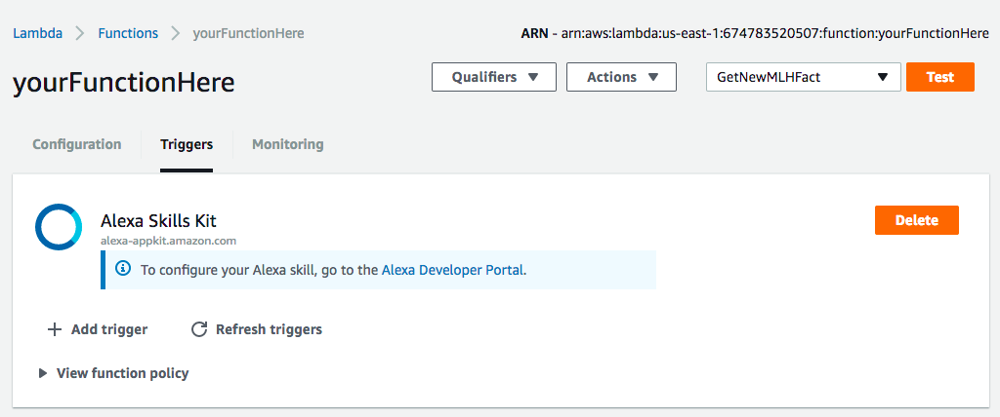 Lambda Functions yourFunctionHere ARN - arn:aws:lambda:us-east-1:674783520507:function:yourFunctionHere
yourFunctionHere Qualifiers Actions GetNewMLHFact Test
Configuration Triggers Monitoring
Alexa Skills Kit Delete
alexa-appkit.amazon.com
To configure your Alexa skill, go to the Alexa Developer Portal.
Add trigger Refresh triggers
View function policy